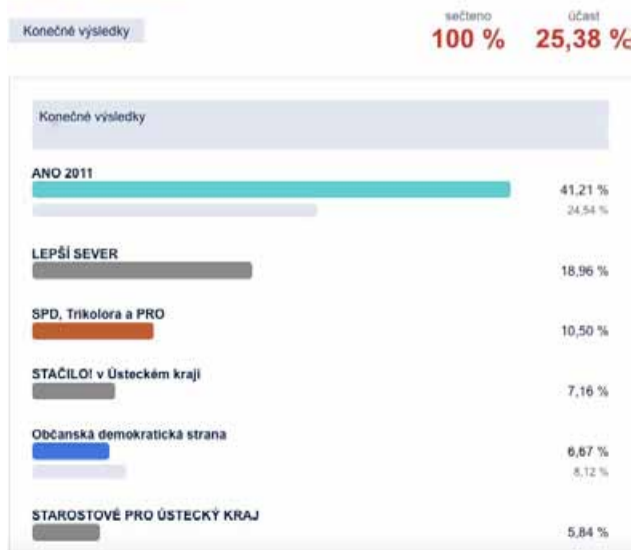 sečteno
účast
Konečné výsledky
100 %
25,38 %
Konečné výsledky
ANO 2011
41,21 %
24,54 %
LEPŠÍ SEVER
18,96 %
SPD, Trikolora a PRO
10,50 %
STAČILO! v Ústeckém kraji
7,16 %
Občanská demokratická strana
6,67 %
8,12 %
STAROSTOVÉ PRO ÚSTECKÝ KRAJ
5,84 %